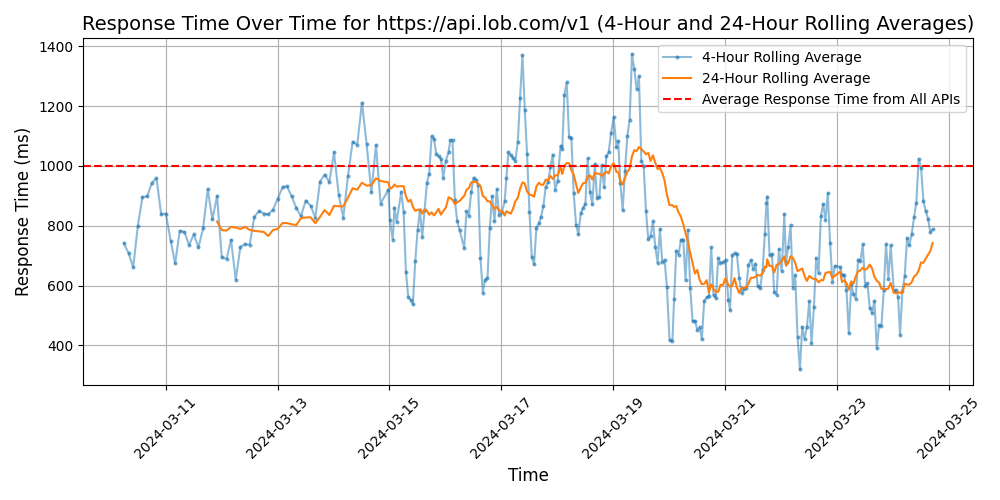 Response Time Over Time for https://api.lob.com/v1 (4-Hour and 24-Hour Rolling Averages)
4-Hour Rolling Average
24-Hour Rolling Average
Average Response Time from All APIs
Response Time (ms)
1400
1200
1000
800
600
400
2024-03-11
2024-03-13
2024-03-15
2024-03-17
2024-03-19
2024-03-21
2024-03-23
2024-03-25
Time